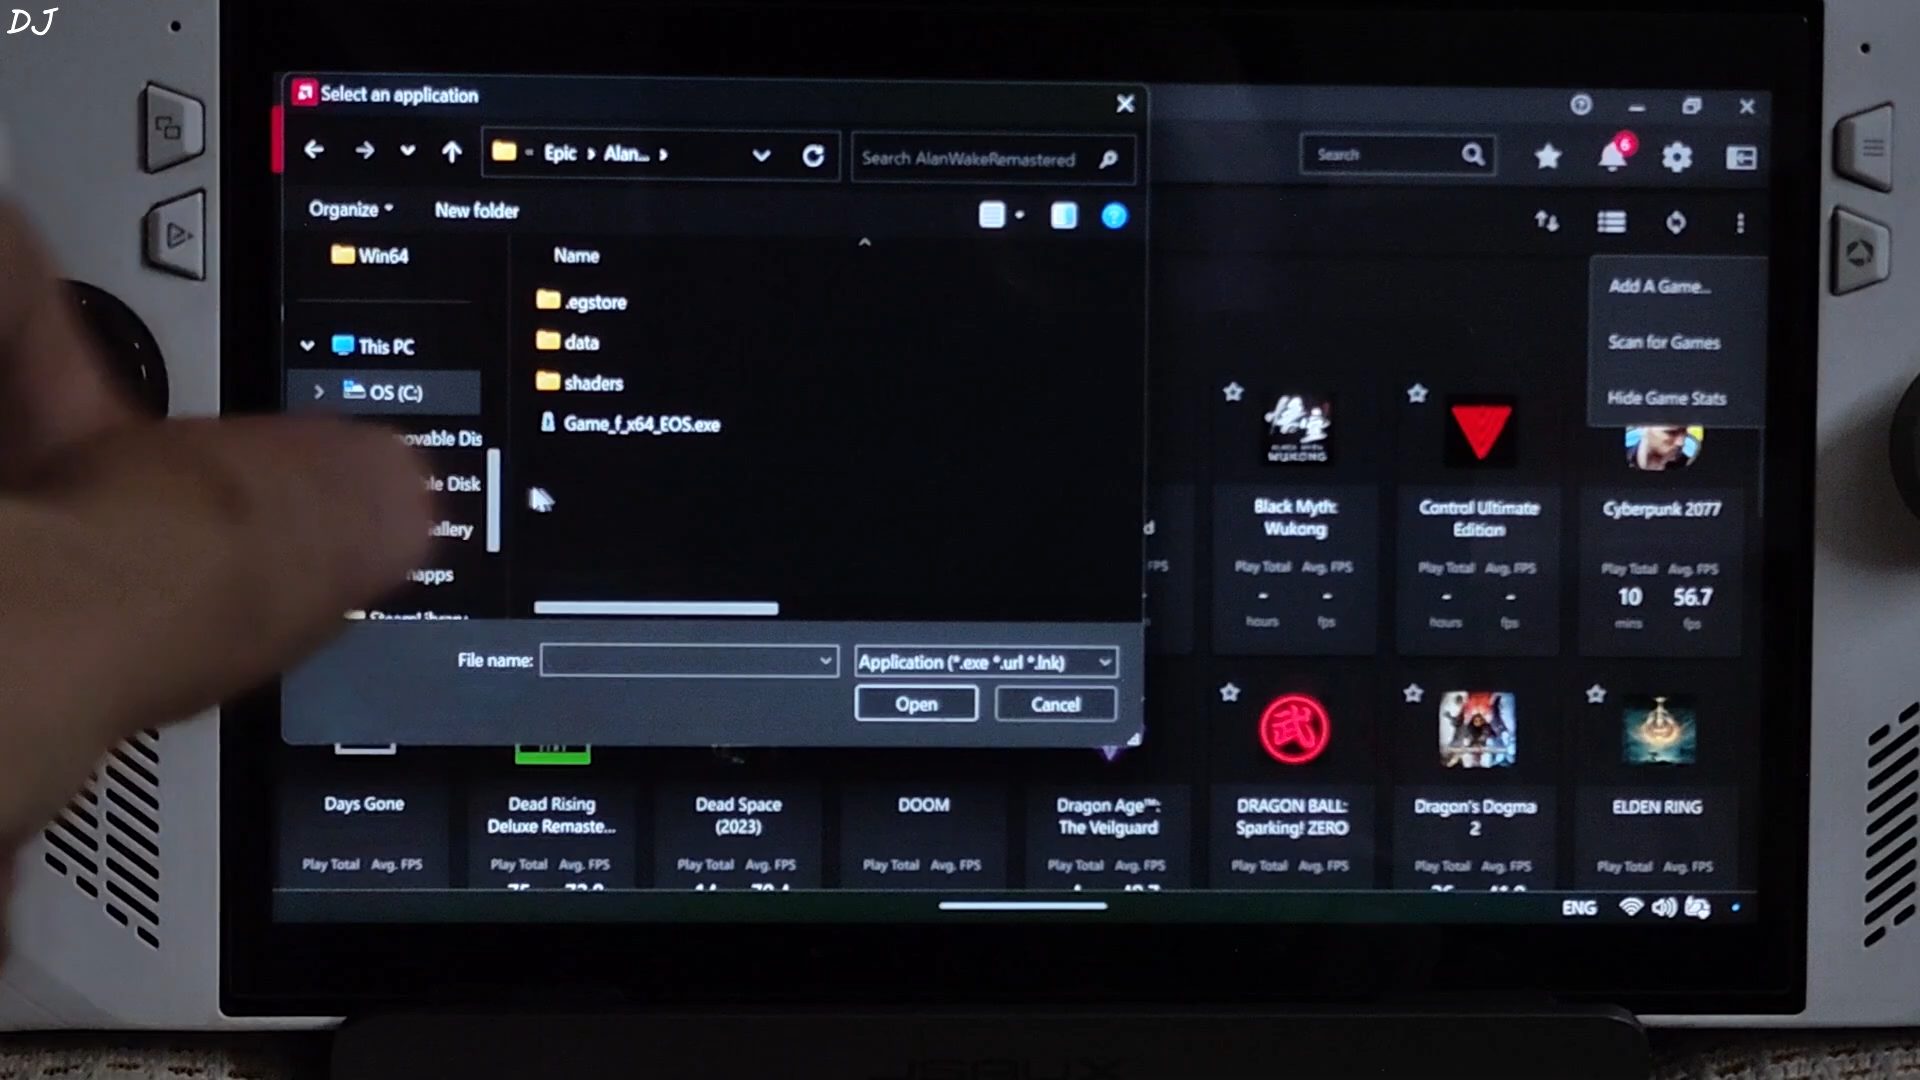 DJ
Select an application
Epic > Alan... >
Search AlanWakeRemastered
Search
6
Organize
New folder
Win64
Name
.egstore
This PC
data
OS (C:)
shaders
Game_f_x64_EOS.exe
Add A Game...
Scan for Games
Hide Game Stats
File name:
Application (*.exe *.url *.lnk)
Open
Cancel
WUKONG
Black Myth:
Wukong
Play Total Avg. FPS
- -
hours fps
Control Ultimate
Edition
Play Total Avg. FPS
- -
hours fps
Cyberpunk 2077
Play Total Avg. FPS
10 56.7
mins fps
Days Gone
Play Total Avg. FPS
Dead Rising
Deluxe Remaste...
Play Total Avg. FPS
Dead Space
(2023)
Play Total Avg. FPS
DOOM
Play Total Avg. FPS
Dragon Age™:
The Veilguard
Play Total Avg. FPS
武
DRAGON BALL:
Sparking! ZERO
Play Total Avg. FPS
Dragon's Dogma
2
Play Total Avg. FPS
ELDEN RING
Play Total Avg. FPS
ENG
JSAUX